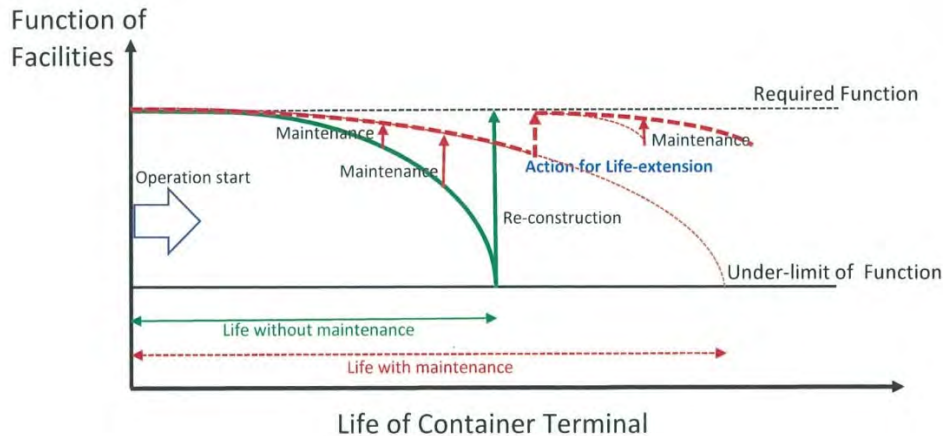 Function of
Facilities
Required Function
Maintenance
Maintenance
Maintenance
Action for Life-extension
Operation start
Re-construction
Under-limit of Function
Life without maintenance
Life with maintenance
Life of Container Terminal